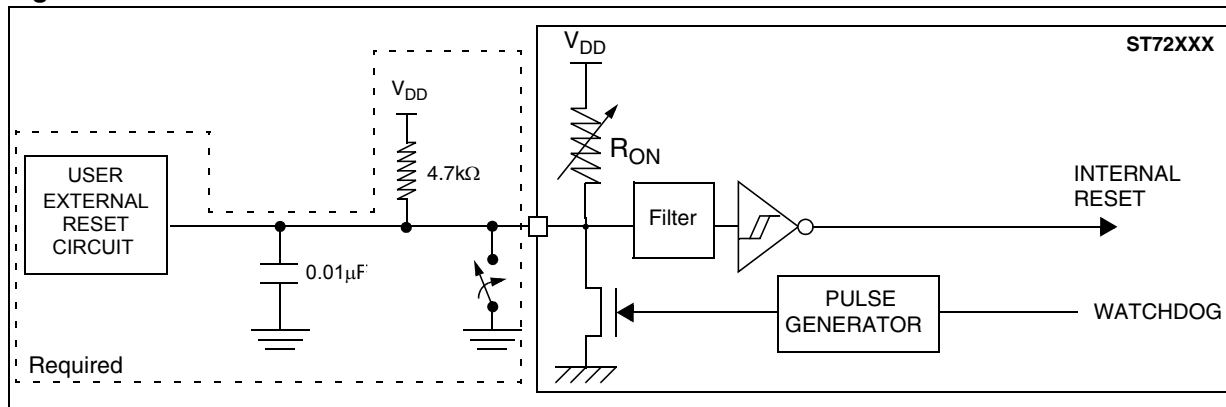 V_DD
ST72XXX
V_DD
R_ON
4.7kΩ
USER
EXTERNAL
RESET
CIRCUIT
Filter
INTERNAL
RESET
0.01μF
PULSE
GENERATOR
WATCHDOG
Required